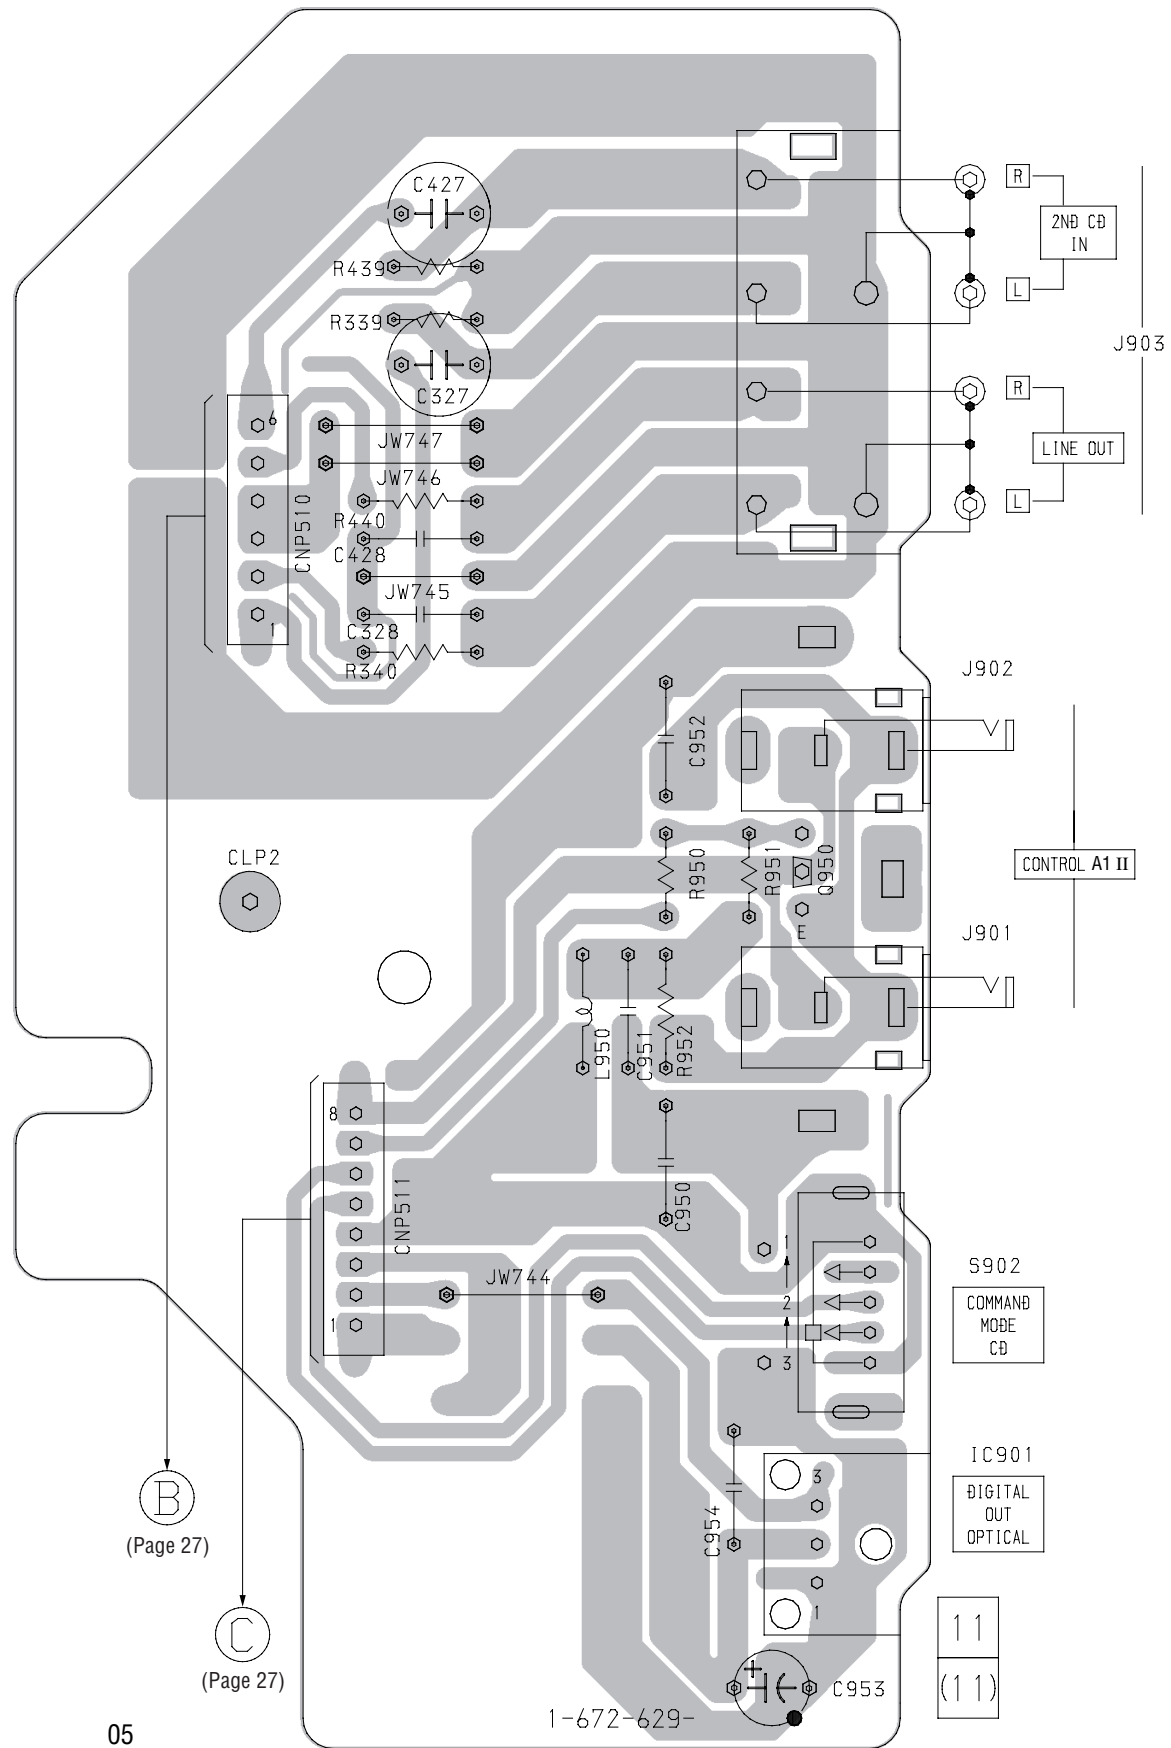 C427
R
2ND CD
IN
R439
L
R339
J903
C327
R
6
JW747
LINE OUT
JW746
R440
L
CNP510
C428
JW745
1
C328
R340
J902
C952
CLP2
R950
R951
Q950
CONTROL A1 II
E
J901
L950
C951
R952
8
CNP511
C950
1
JW744
S902
2
COMMAND
MODE
CD
1
3
IC901
3
DIGITAL
OUT
OPTICAL
B
C954
(Page 27)
1
C
11
(11)
(Page 27)
C953
1-672-629-
05